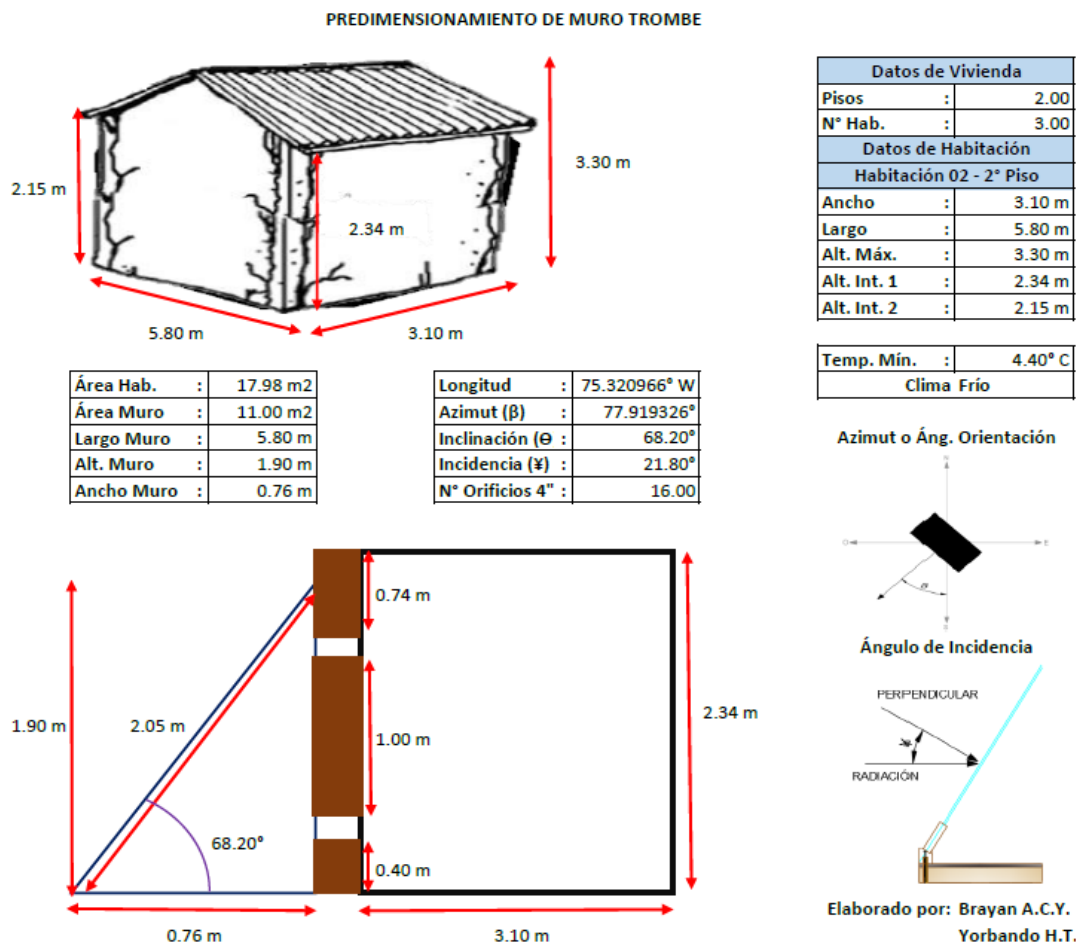 PREDIMENSIONAMIENTO DE MURO TROMBE
2.15 m
2.34 m
3.30 m
5.80 m
3.10 m
Datos de Vivienda
Pisos : 2.00
N° Hab. : 3.00
Datos de Habitación
Habitación 02 - 2° Piso
Ancho : 3.10 m
Largo : 5.80 m
Alt. Máx. : 3.30 m
Alt. Int. 1 : 2.34 m
Alt. Int. 2 : 2.15 m
Temp. Mín. : 4.40° C
Clima Frío
Área Hab. : 17.98 m2
Área Muro : 11.00 m2
Largo Muro : 5.80 m
Alt. Muro : 1.90 m
Ancho Muro : 0.76 m
Longitud : 75.320966° W
Azimut (β) : 77.919326°
Inclinación (Ɵ : 68.20°
Incidencia (¥) : 21.80°
N° Orificios 4" : 16.00
Azimut o Áng. Orientación
N
O
E
S
Ángulo de Incidencia
PERPENDICULAR
¥
RADIACIÓN
0.74 m
1.90 m
2.05 m
1.00 m
2.34 m
68.20°
0.40 m
0.76 m
3.10 m
Elaborado por: Brayan A.C.Y.
Yorbando H.T.